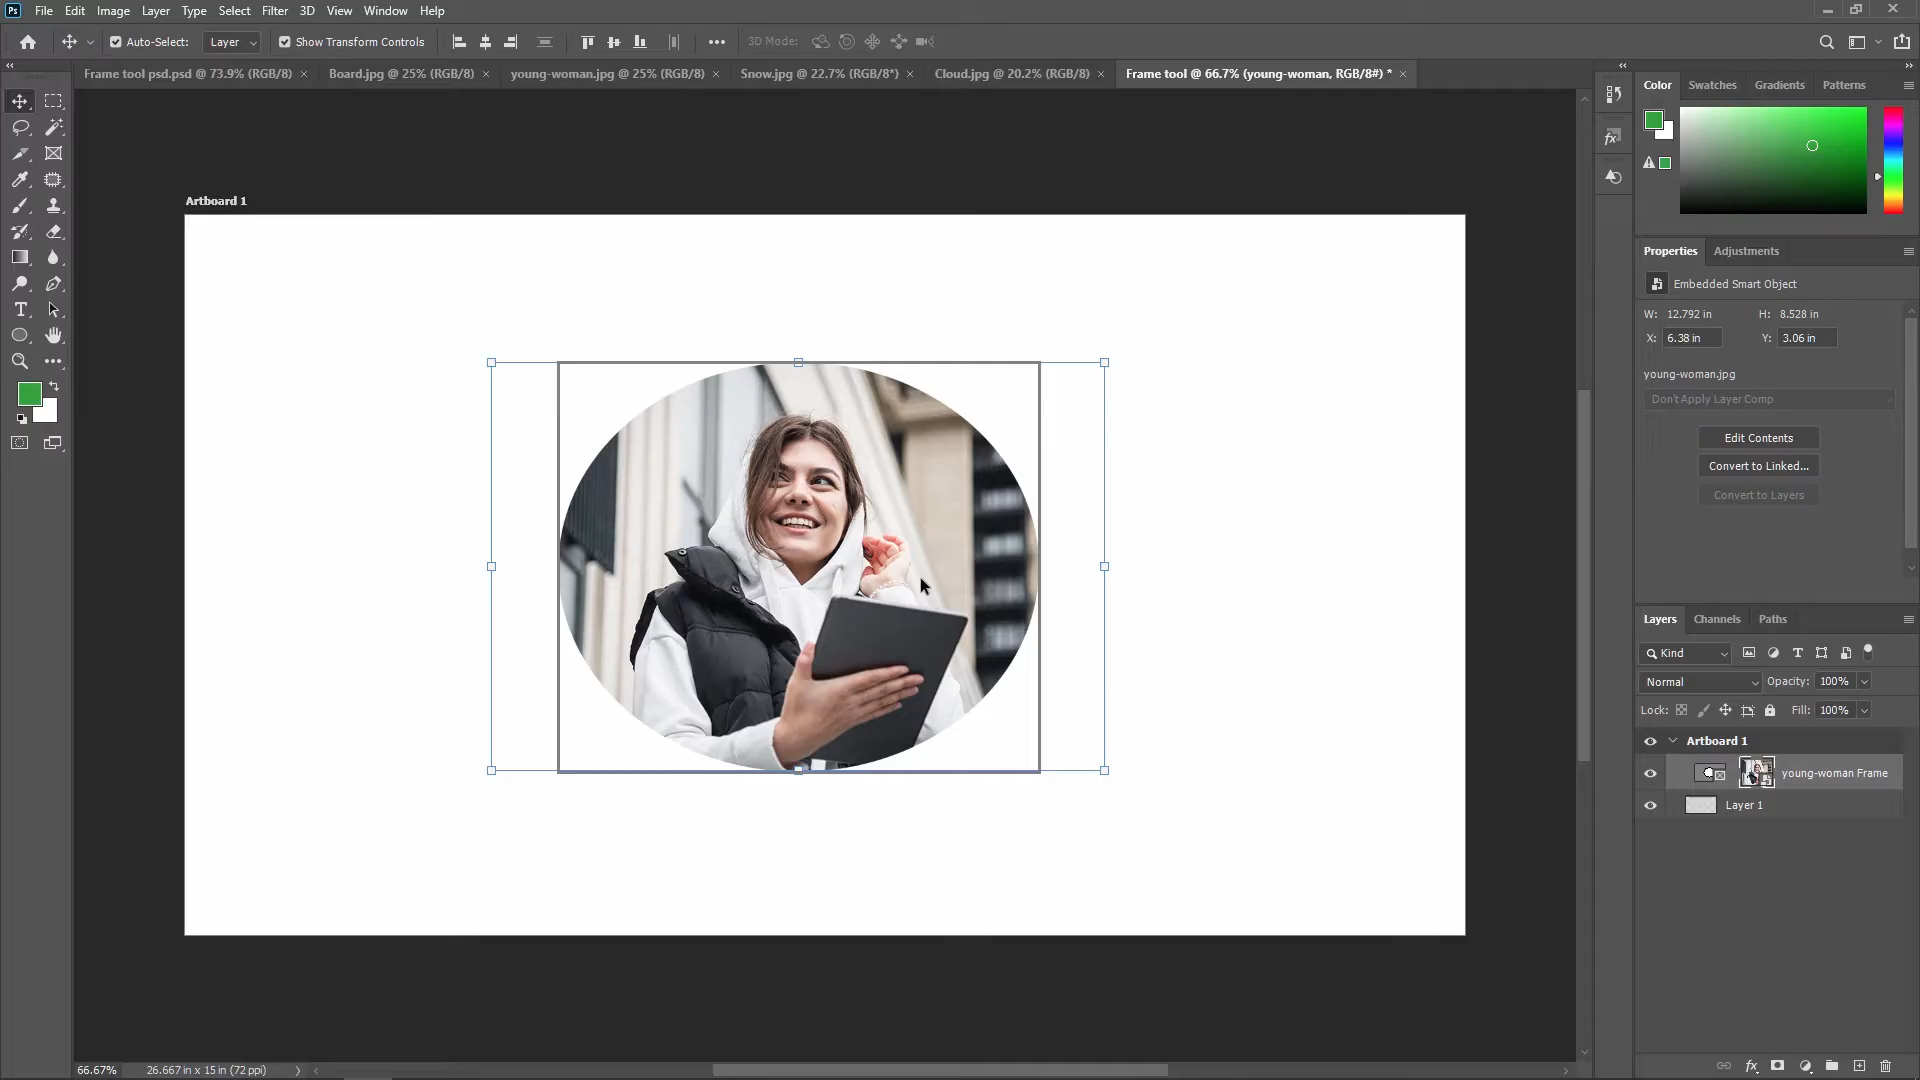 Ps File Edit Image Layer Type Select Filter 3D View Window Help
Auto-Select: Layer Show Transform Controls 3D Mode:
Frame tool psd.psd @ 73.9% (RGB/8) × Board.jpg @ 25% (RGB/8) × young-woman.jpg @ 25% (RGB/8) × Snow.jpg @ 22.7% (RGB/8*) × Cloud.jpg @ 20.2% (RGB/8) × Frame tool @ 66.7% (young-woman, RGB/8#) * ×
Color Swatches Gradients Patterns
Artboard 1
Properties Adjustments
Embedded Smart Object
W: 12.792 in H: 8.528 in
X: 6.38 in Y: 3.06 in
young-woman.jpg
Don't Apply Layer Comp
Edit Contents
Convert to Linked...
Convert to Layers
Layers Channels Paths
Kind
Normal Opacity: 100%
Lock: Fill: 100%
Artboard 1
young-woman Frame
Layer 1
66.67% 26.667 in x 15 in (72 ppi)